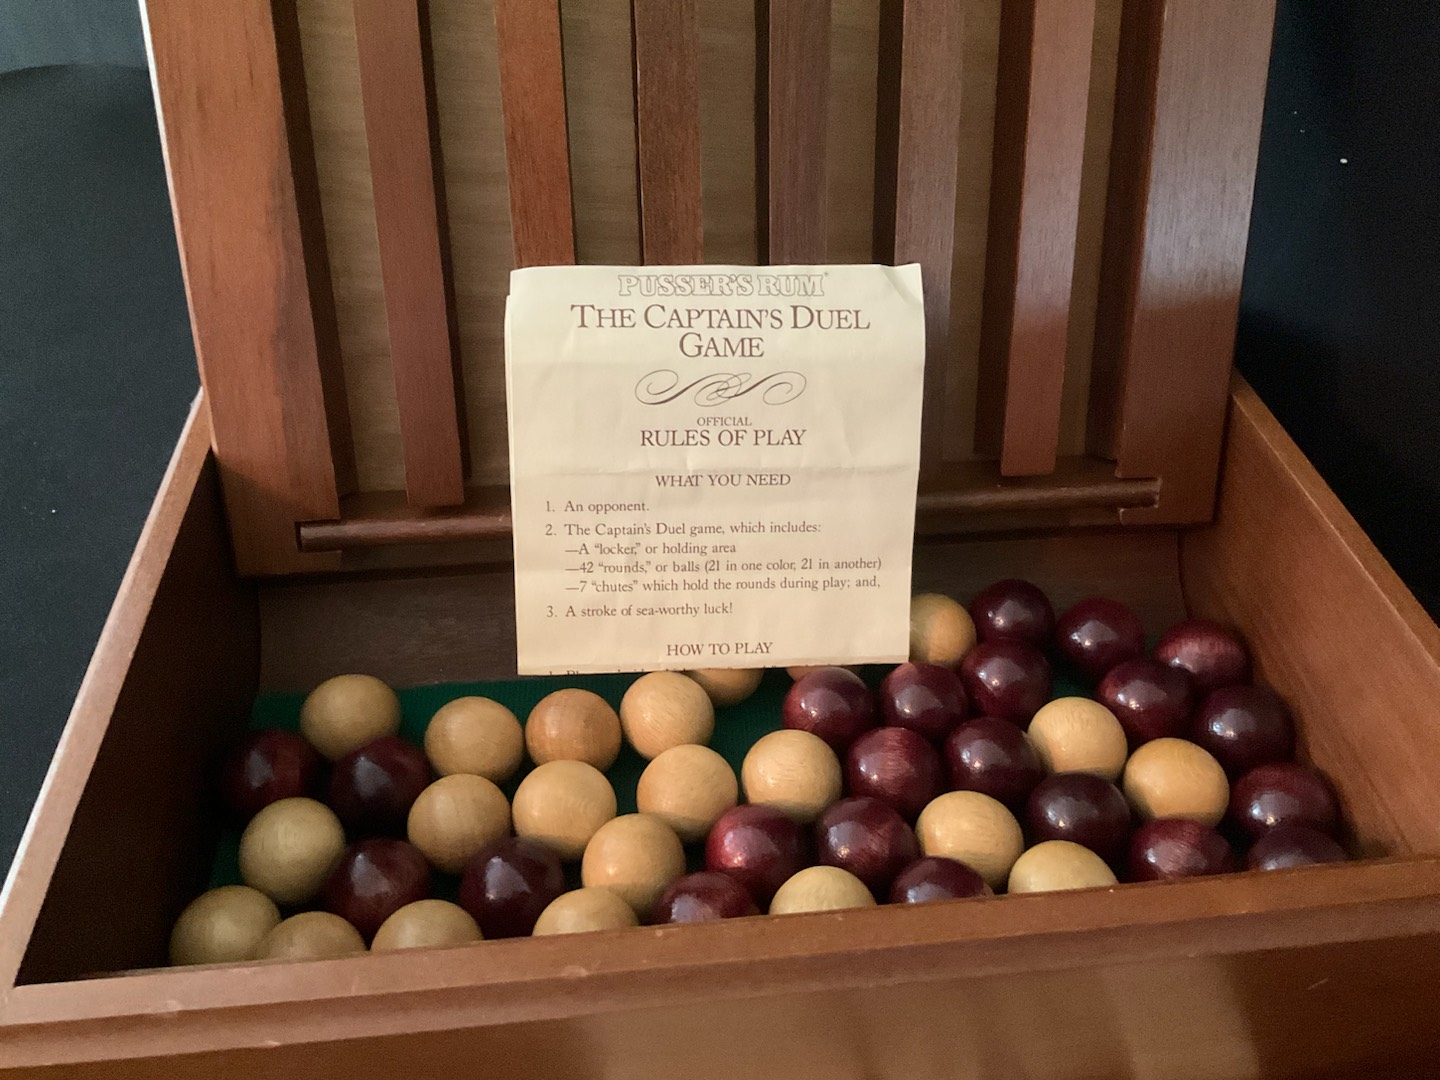 PUSSER'S RUM®
THE CAPTAIN'S DUEL
GAME
OFFICIAL
RULES OF PLAY
WHAT YOU NEED
1. An opponent.
2. The Captain's Duel game, which includes:
—A "locker," or holding area
—42 "rounds," or balls (21 in one color, 21 in another)
—7 "chutes" which hold the rounds during play; and,
3. A stroke of sea-worthy luck!
HOW TO PLAY